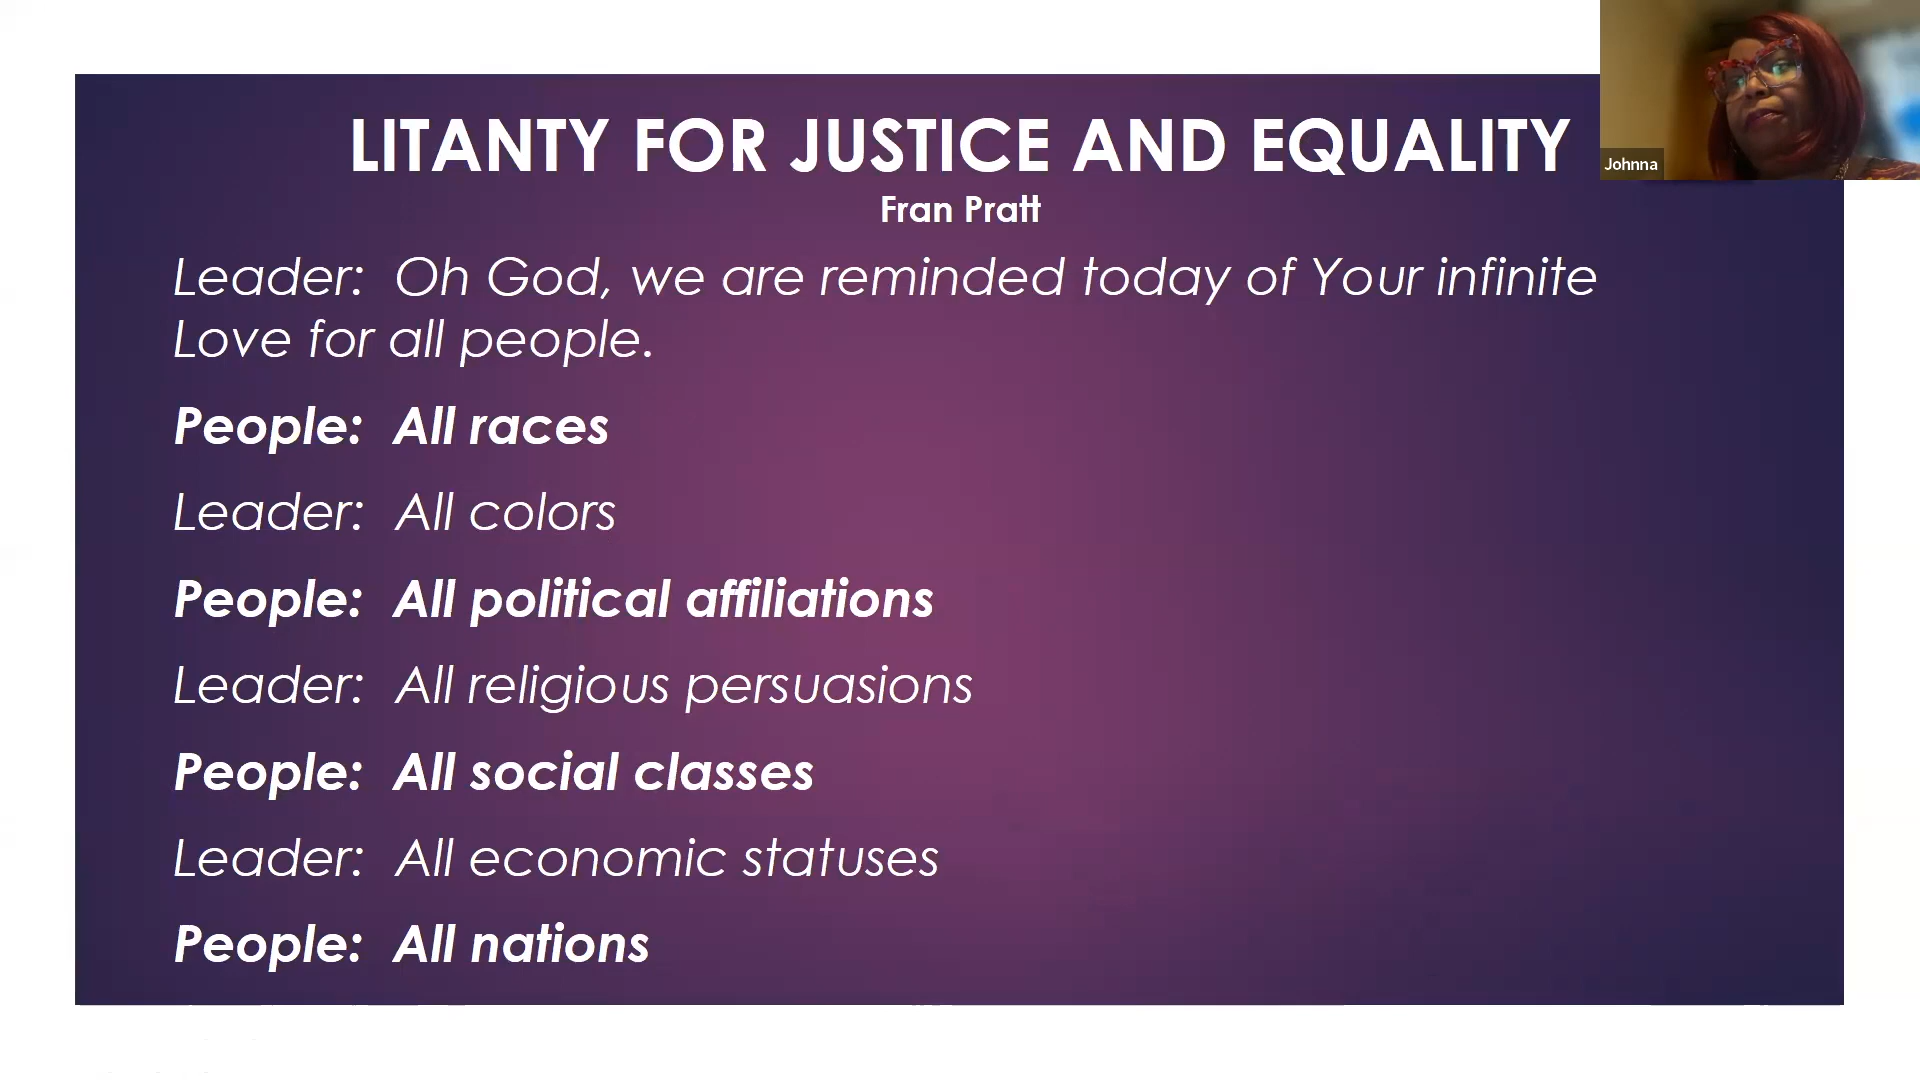 LITANTY FOR JUSTICE AND EQUALITY
Fran Pratt
Leader: Oh God, we are reminded today of Your infinite
Love for all people.
People: All races
Leader: All colors
People: All political affiliations
Leader: All religious persuasions
People: All social classes
Leader: All economic statuses
People: All nations
Johnna